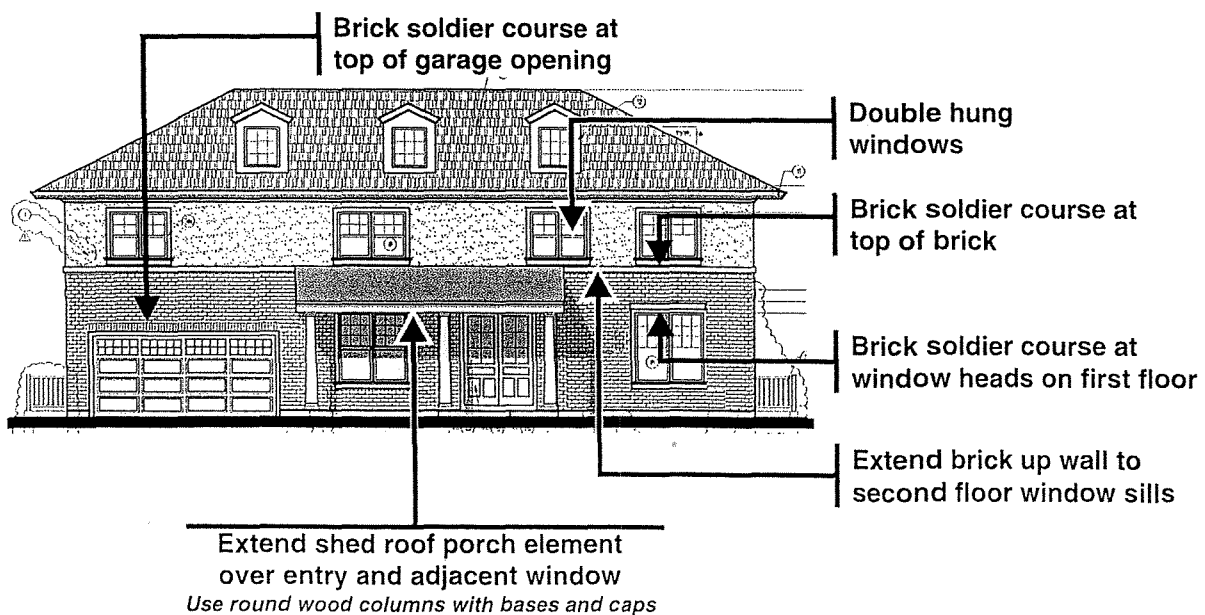 Brick soldier course at
top of garage opening
Double hung
windows
Brick soldier course at
top of brick
Brick soldier course at
window heads on first floor
Extend brick up wall to
second floor window sills
Extend shed roof porch element
over entry and adjacent window
Use round wood columns with bases and caps